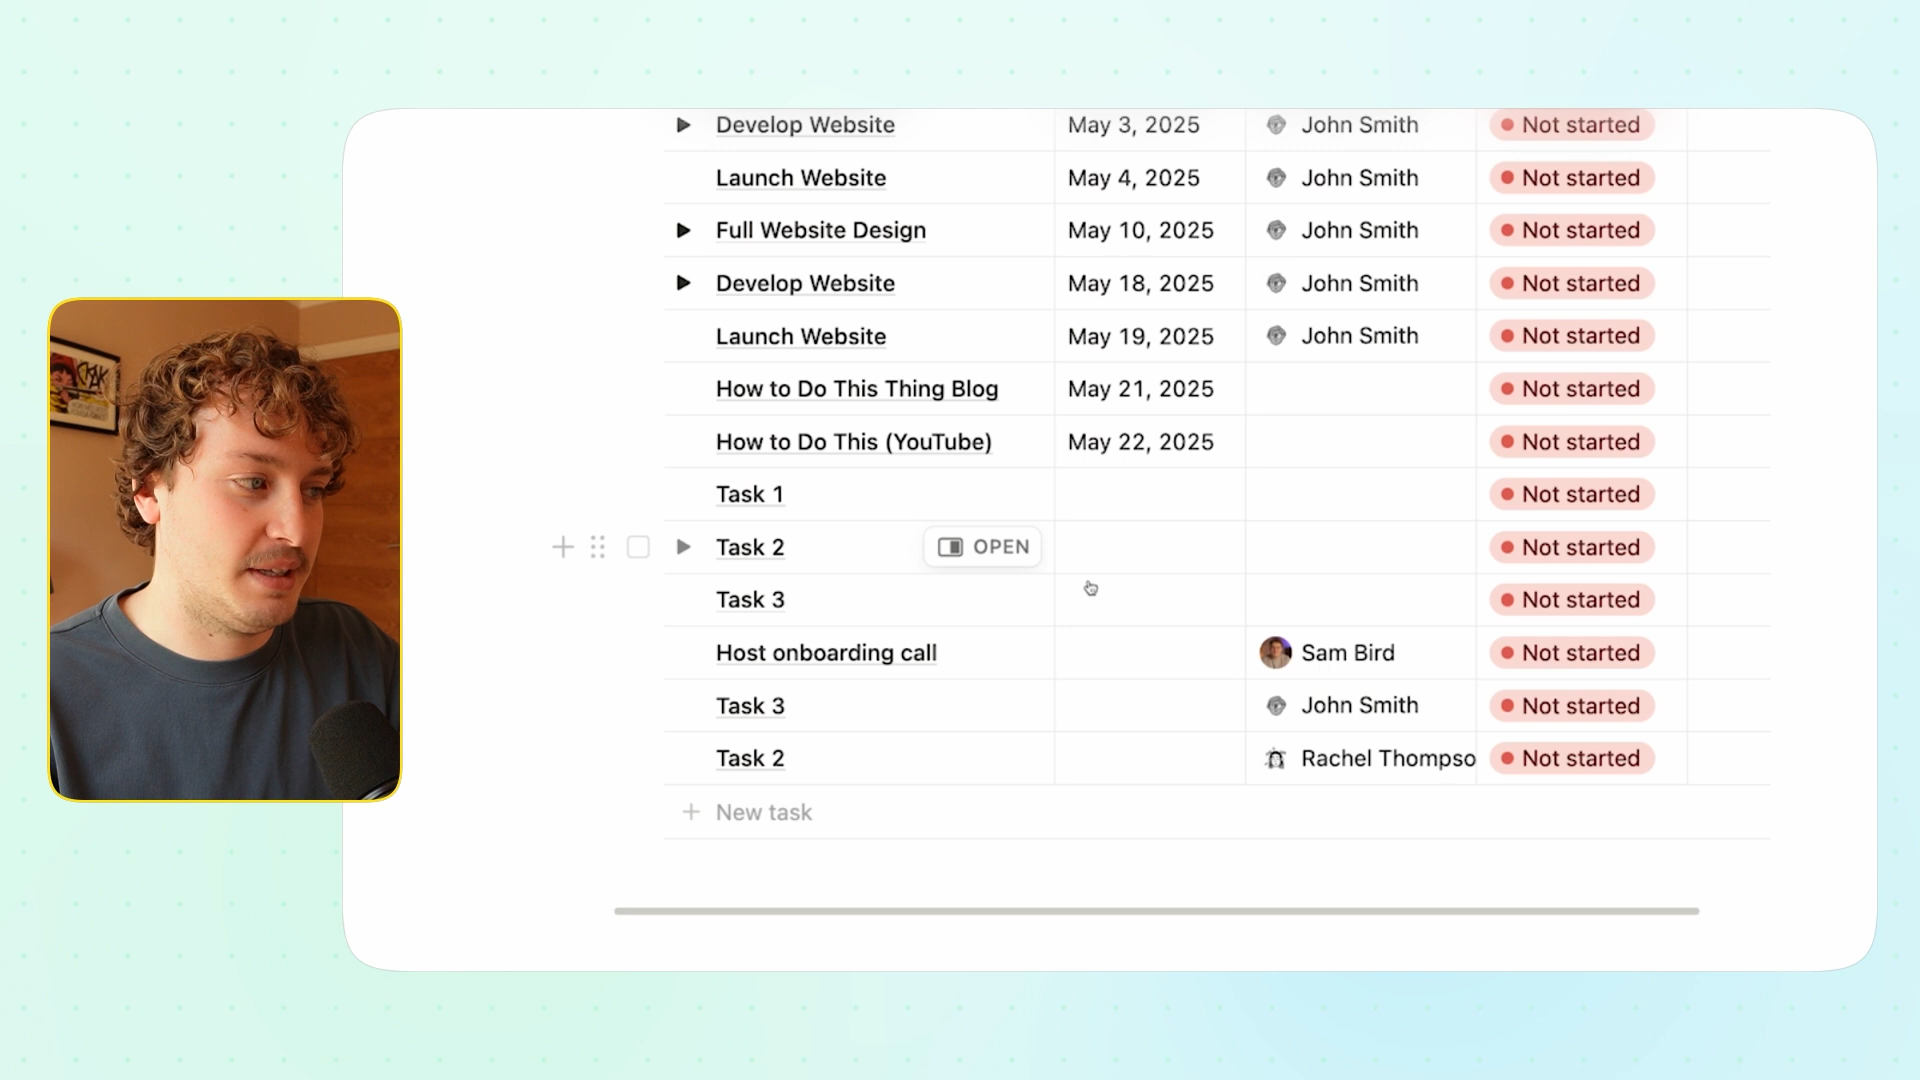 Develop Website May 3, 2025 John Smith Not started
Launch Website May 4, 2025 John Smith Not started
Full Website Design May 10, 2025 John Smith Not started
Develop Website May 18, 2025 John Smith Not started
Launch Website May 19, 2025 John Smith Not started
How to Do This Thing Blog May 21, 2025 Not started
How to Do This (YouTube) May 22, 2025 Not started
Task 1 Not started
Task 2 OPEN Not started
Task 3 Not started
Host onboarding call Sam Bird Not started
Task 3 John Smith Not started
Task 2 Rachel Thompso Not started
New task